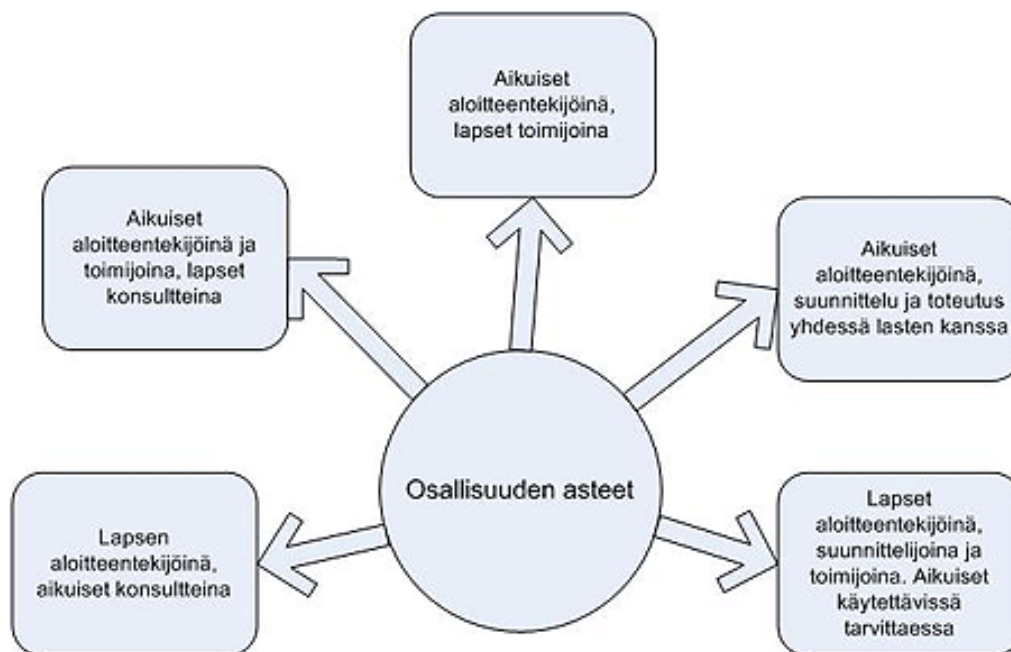 Aikuiset
aloitteentekijöinä,
lapset toimijoina
Aikuiset
aloitteentekijöinä ja
toimijoina, lapset
konsultteina
Aikuiset
aloitteentekijöinä,
suunnittelu ja toteutus
yhdessä lasten kanssa
Osallisuuden asteet
Lapsen
aloitteentekijöinä,
aikuiset konsultteina
Lapset
aloitteentekijöinä,
suunnittelijoina ja
toimijoina. Aikuiset
käytettävissä
tarvittaessa